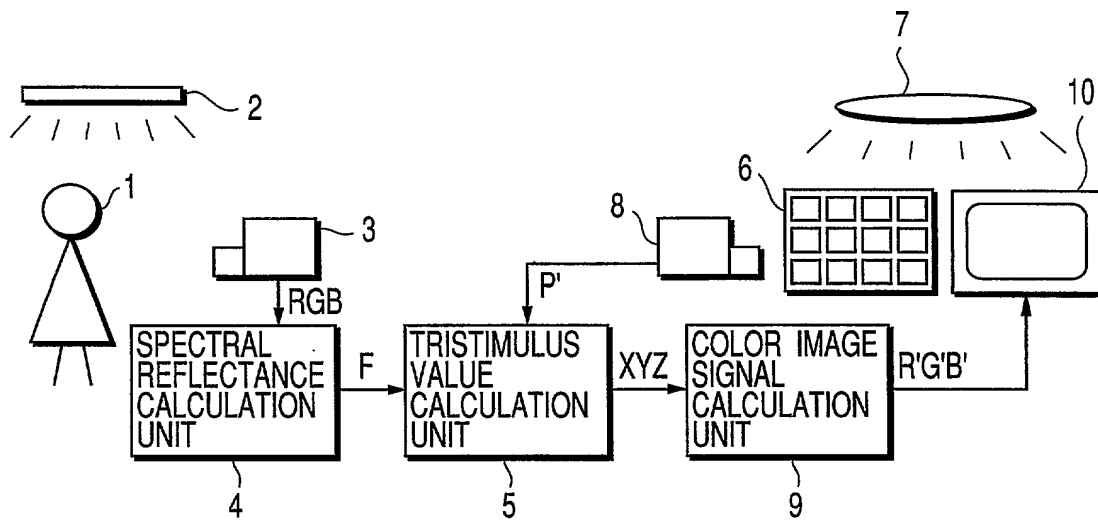 7
10
2
1
6
8
3
P'
RGB
SPECTRAL
REFLECTANCE
CALCULATION
UNIT
F
TRISTIMULUS
VALUE
CALCULATION
UNIT
XYZ
COLOR IMAGE
SIGNAL
CALCULATION
UNIT
R'G'B'
4
5
9